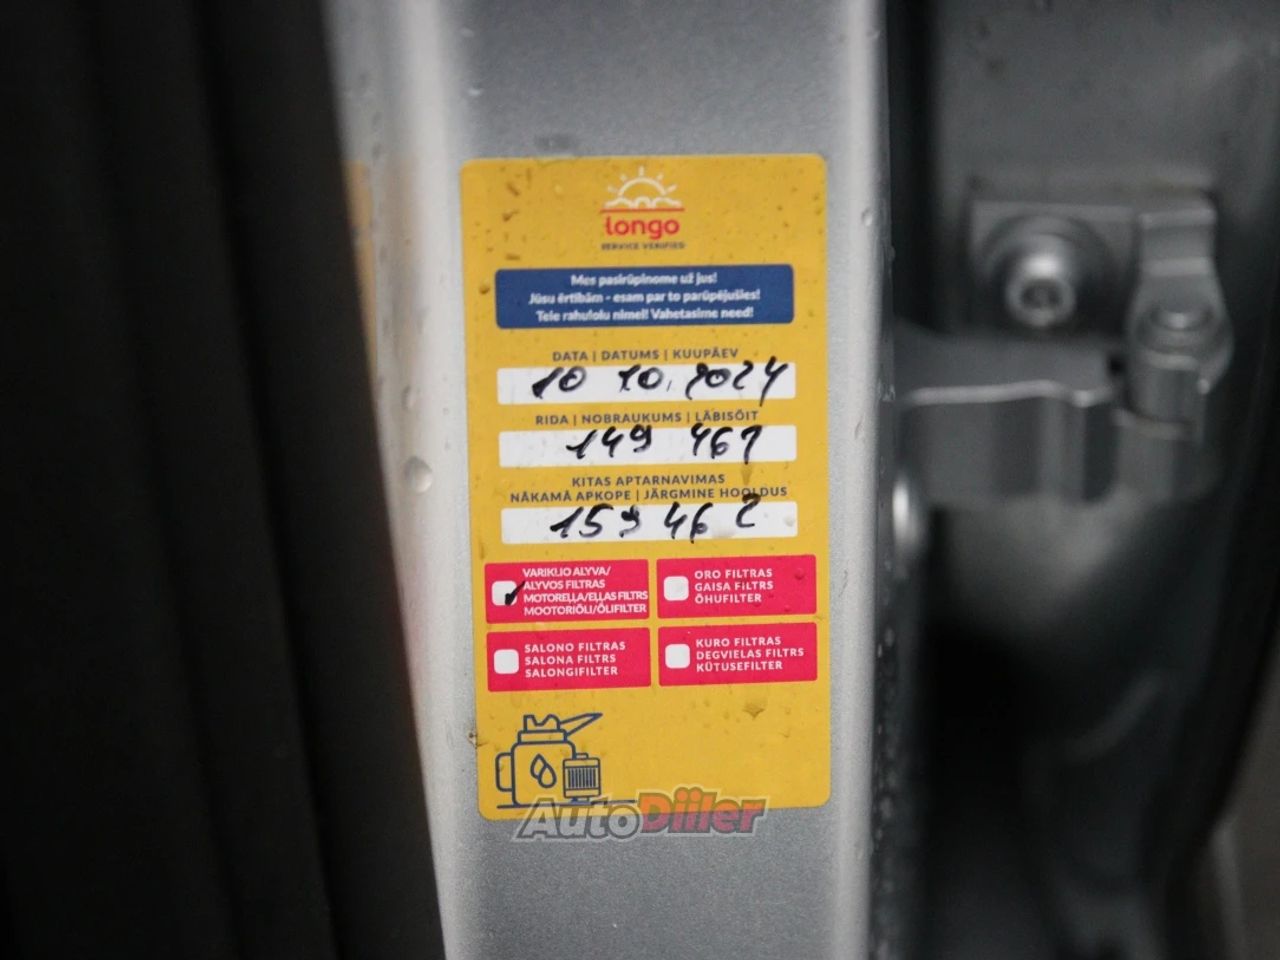 longo
SERVICE VERIFIED
Mes pasirūpinome už jus!
Jūsu ērtībām - esam par to parūpējušies!
Teie rahulolu nimel! Vahetasime need!
DATA | DATUMS | KUUPÄEV
10 10.2024
RIDA | NOBRAUKUMS | LÄBISÕIT
149 461
KITAS APTARNAVIMAS
NĀKAMĀ APKOPE | JÄRGMINE HOOLDUS
159 462
VARIKLIO ALYVA/
ALYVOS FILTRAS
MOTOREĻĻA/EĻĻAS FILTRS
MOOTORIÕLI/ÕLIFILTER
ORO FILTRAS
GAISA FILTRS
ÕHUFILTER
SALONO FILTRAS
SALONA FILTRS
SALONGIFILTER
KURO FILTRAS
DEGVIELAS FILTRS
KÜTUSEFILTER
AutoDiiler